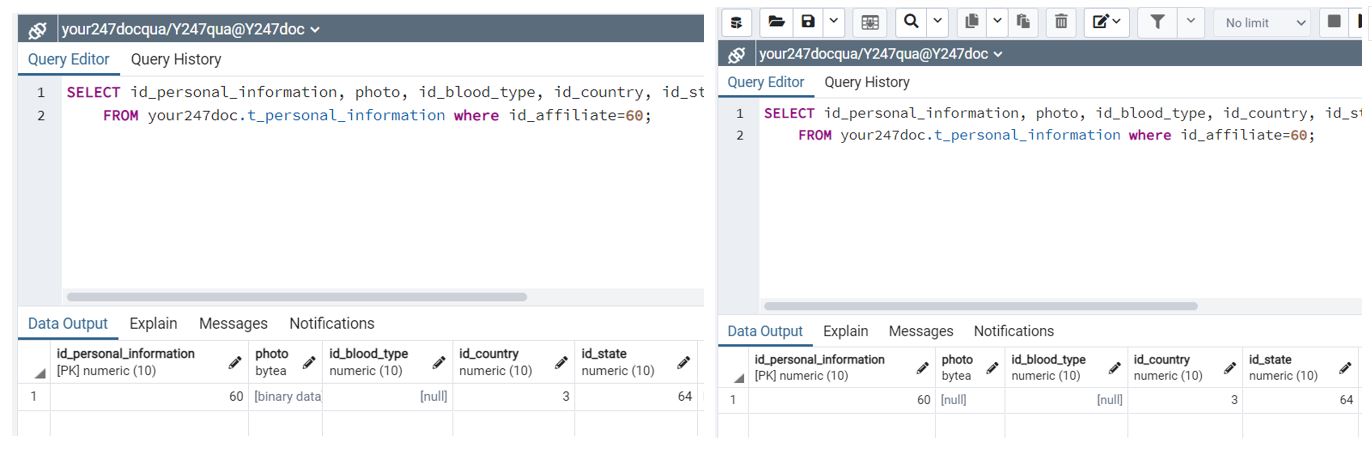 your247docqua/Y247qua@Y247doc
Query Editor Query History
1 SELECT id_personal_information, photo, id_blood_type, id_country, id_st
2 FROM your247doc.t_personal_information where id_affiliate=60;
Data Output Explain Messages Notifications
id_personal_information photo id_blood_type id_country id_state
[PK] numeric (10) bytea numeric (10) numeric (10) numeric (10)
1 60 [binary data [null] 3 64
No limit
your247docqua/Y247qua@Y247doc
Query Editor Query History
1 SELECT id_personal_information, photo, id_blood_type, id_country, id_st
2 FROM your247doc.t_personal_information where id_affiliate=60;
Data Output Explain Messages Notifications
id_personal_information photo id_blood_type id_country id_state
[PK] numeric (10) bytea numeric (10) numeric (10) numeric (10)
1 60 [null] [null] 3 64